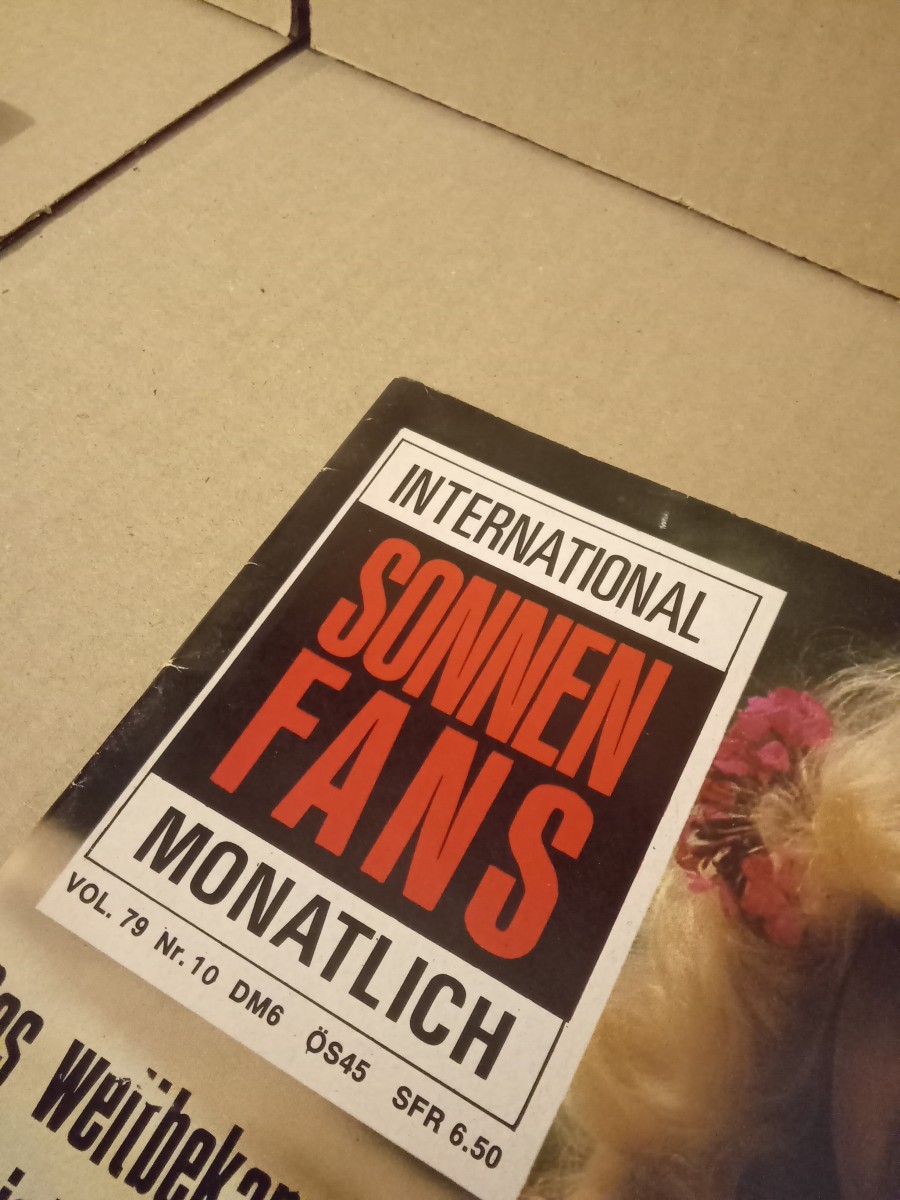 INTERNATIONAL
SONNEN
FANS
MONATLICH
VOL. 79 Nr. 10 DM6 ÖS45 SFR 6.50